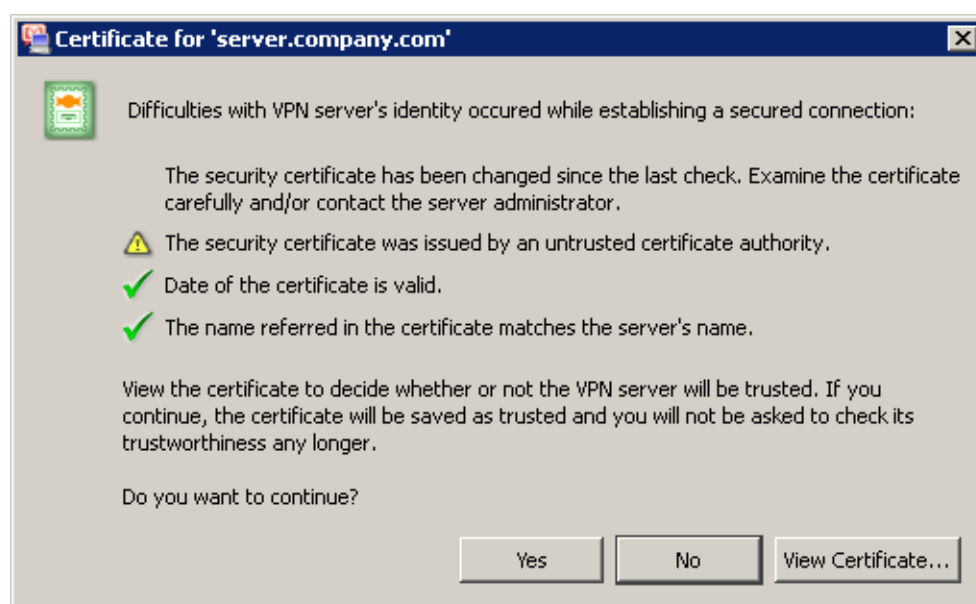 Certificate for 'server.company.com'
Difficulties with VPN server's identity occured while establishing a secured connection:
The security certificate has been changed since the last check. Examine the certificate
carefully and/or contact the server administrator.
The security certificate was issued by an untrusted certificate authority.
Date of the certificate is valid.
The name referred in the certificate matches the server's name.
View the certificate to decide whether or not the VPN server will be trusted. If you
continue, the certificate will be saved as trusted and you will not be asked to check its
trustworthiness any longer.
Do you want to continue?
Yes No View Certificate...